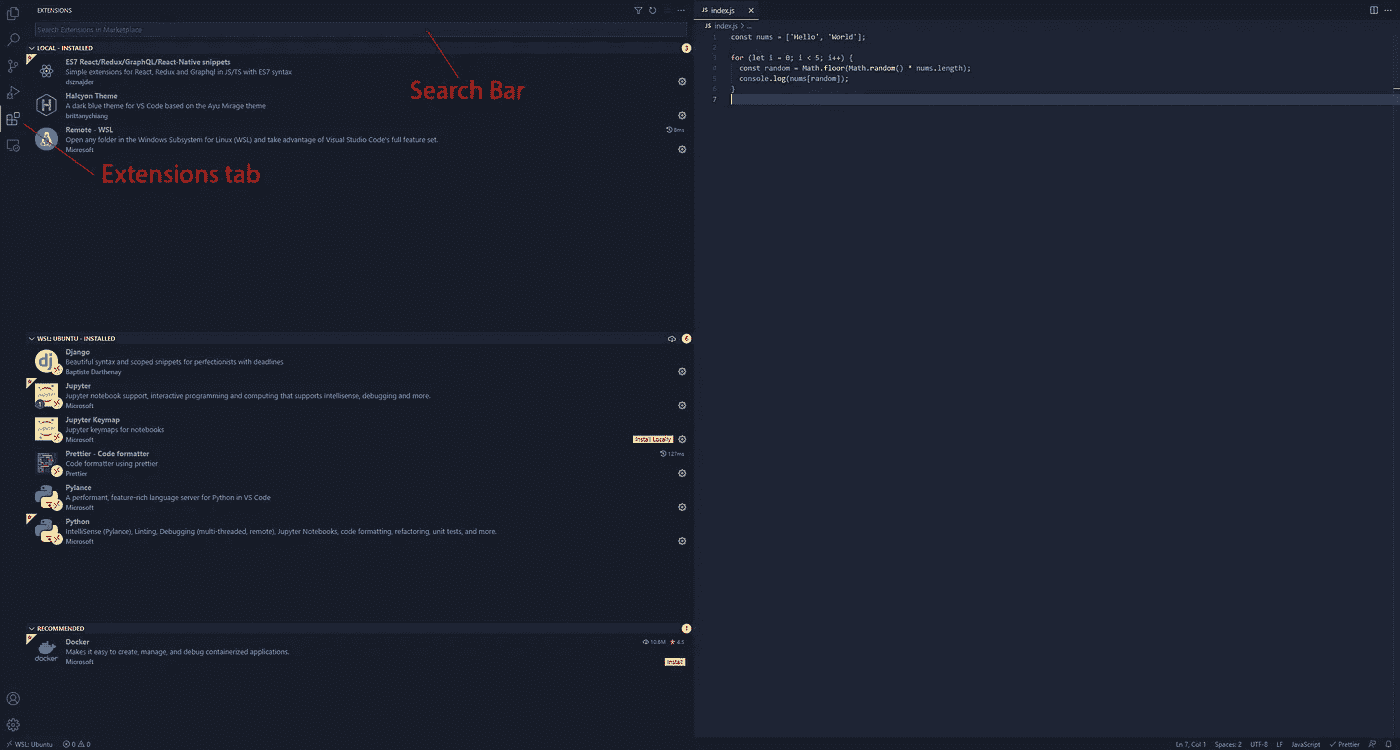 EXTENSIONS
Search Extensions in Marketplace
Search Bar
LOCAL - INSTALLED
3
ES7 React/Redux/GraphQL/React-Native snippets
Simple extensions for React, Redux and Graphql in JS/TS with ES7 syntax
dsznajder
Halcyon Theme
A dark blue theme for VS Code based on the Ayu Mirage theme
brittanychiang
Remote - WSL
8ms
Open any folder in the Windows Subsystem for Linux (WSL) and take advantage of Visual Studio Code's full feature set.
Microsoft
Extensions tab
WSL: UBUNTU - INSTALLED
6
dj
Django
Beautiful syntax and scoped snippets for perfectionists with deadlines
Baptiste Darthenay
Jupyter
Jupyter notebook support, interactive programming and computing that supports Intellisense, debugging and more.
Microsoft
Jupyter Keymap
Jupyter keymaps for notebooks
Microsoft
Install Locally
Prettier - Code formatter
127ms
Code formatter using prettier
Prettier
Pylance
A performant, feature-rich language server for Python in VS Code
Microsoft
Python
IntelliSense (Pylance), Linting, Debugging (multi-threaded, remote), Jupyter Notebooks, code formatting, refactoring, unit tests, and more.
Microsoft
RECOMMENDED
1
docker
Docker
10.8M 4.5
Makes it easy to create, manage, and debug containerized applications.
Microsoft
Install
JS index.js
JS index.js > ...
1 const nums = ['Hello', 'World'];
2
3 for (let i = 0; i < 5; i++) {
4 const random = Math.floor(Math.random() * nums.length);
5 console.log(nums[random]);
6 }
7
WSL: Ubuntu 0 0
Ln 7, Col 1 Spaces: 2 UTF-8 LF JavaScript Prettier